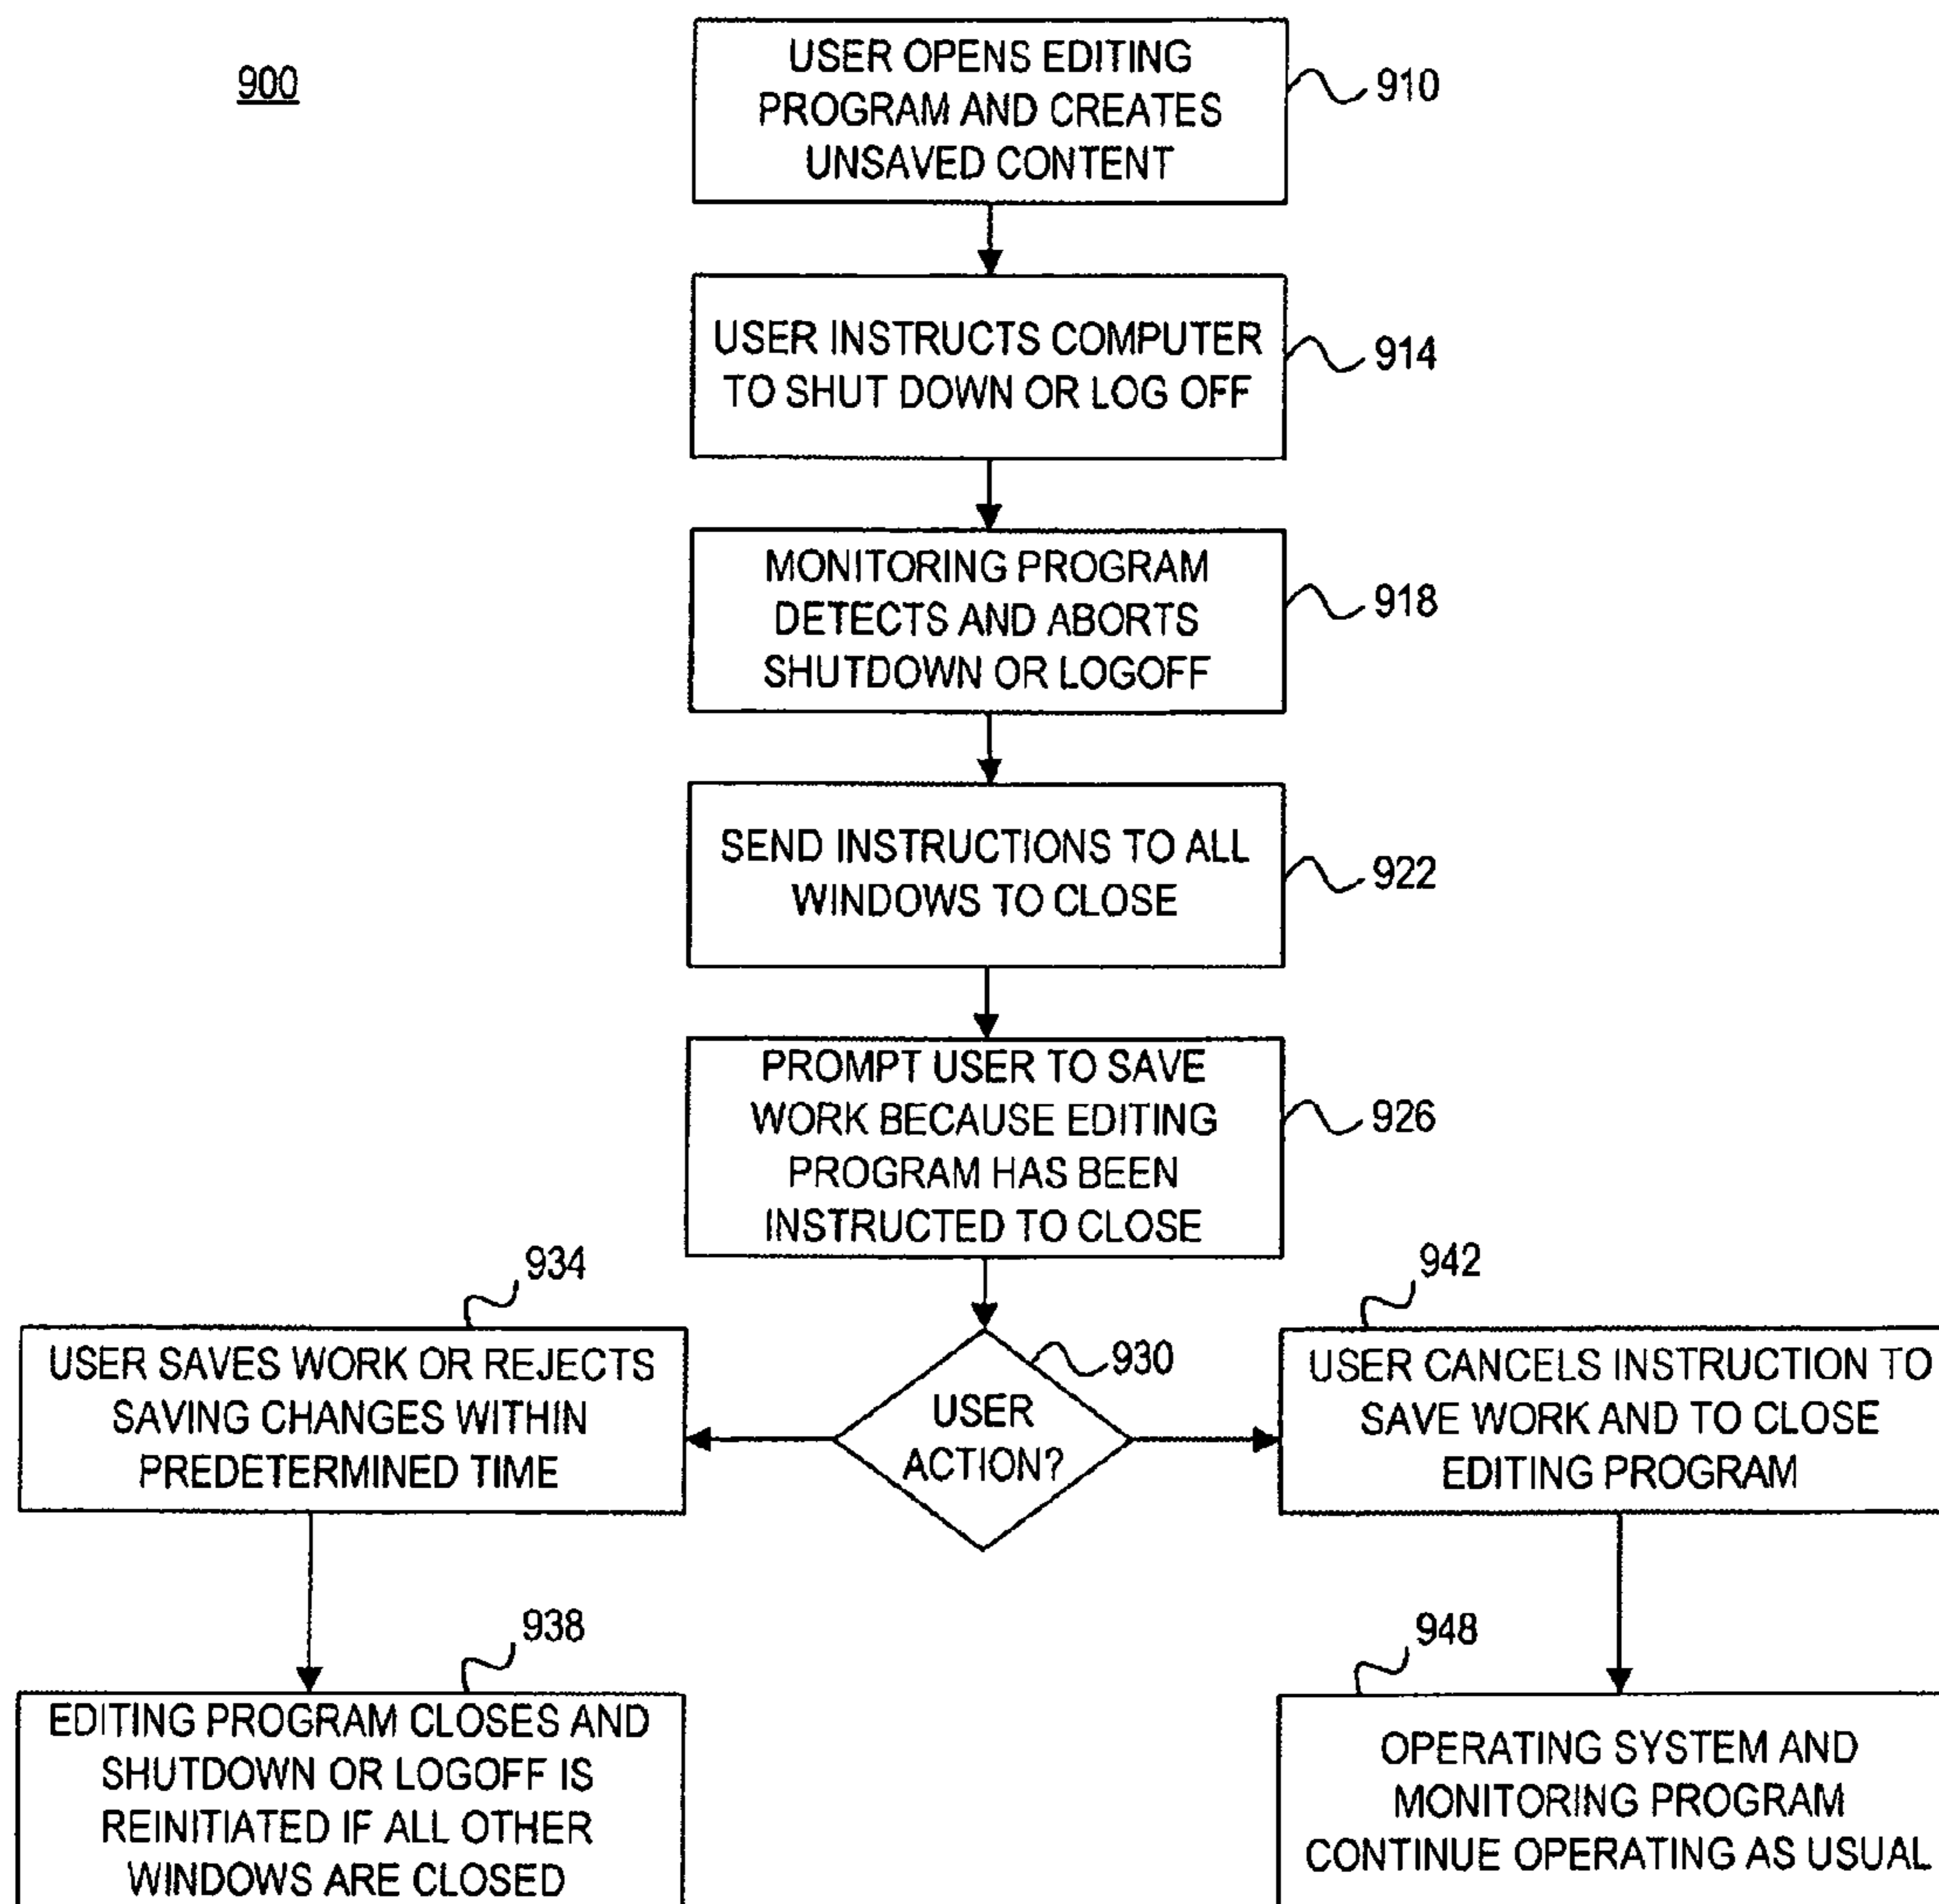 900
USER OPENS EDITING
PROGRAM AND CREATES
UNSAVED CONTENT
910
USER INSTRUCTS COMPUTER
TO SHUT DOWN OR LOG OFF
914
MONITORING PROGRAM
DETECTS AND ABORTS
SHUTDOWN OR LOGOFF
918
SEND INSTRUCTIONS TO ALL
WINDOWS TO CLOSE
922
PROMPT USER TO SAVE
WORK BECAUSE EDITING
PROGRAM HAS BEEN
INSTRUCTED TO CLOSE
926
USER
ACTION?
930
934
USER SAVES WORK OR REJECTS
SAVING CHANGES WITHIN
PREDETERMINED TIME
938
EDITING PROGRAM CLOSES AND
SHUTDOWN OR LOGOFF IS
REINITIATED IF ALL OTHER
WINDOWS ARE CLOSED
942
USER CANCELS INSTRUCTION TO
SAVE WORK AND TO CLOSE
EDITING PROGRAM
948
OPERATING SYSTEM AND
MONITORING PROGRAM
CONTINUE OPERATING AS USUAL